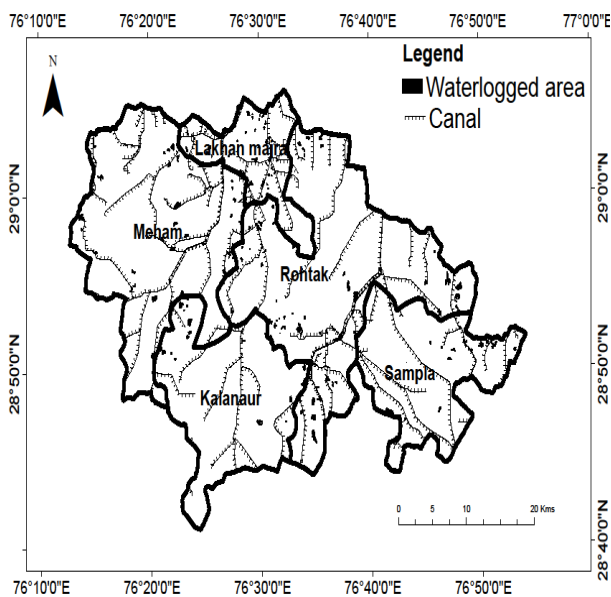 76°10'0"E 76°20'0"E 76°30'0"E 76°40'0"E 76°50'0"E 77°0'0"E
N
Legend
Waterlogged area
Canal
Lakhan majra
29°0'0"N 29°0'0"N
Meham
Rohtak
28°50'0"N 28°50'0"N
Sampla
Kalanaur
0 5 10 20 Kms
28°40'0"N
76°10'0"E 76°20'0"E 76°30'0"E 76°40'0"E 76°50'0"E